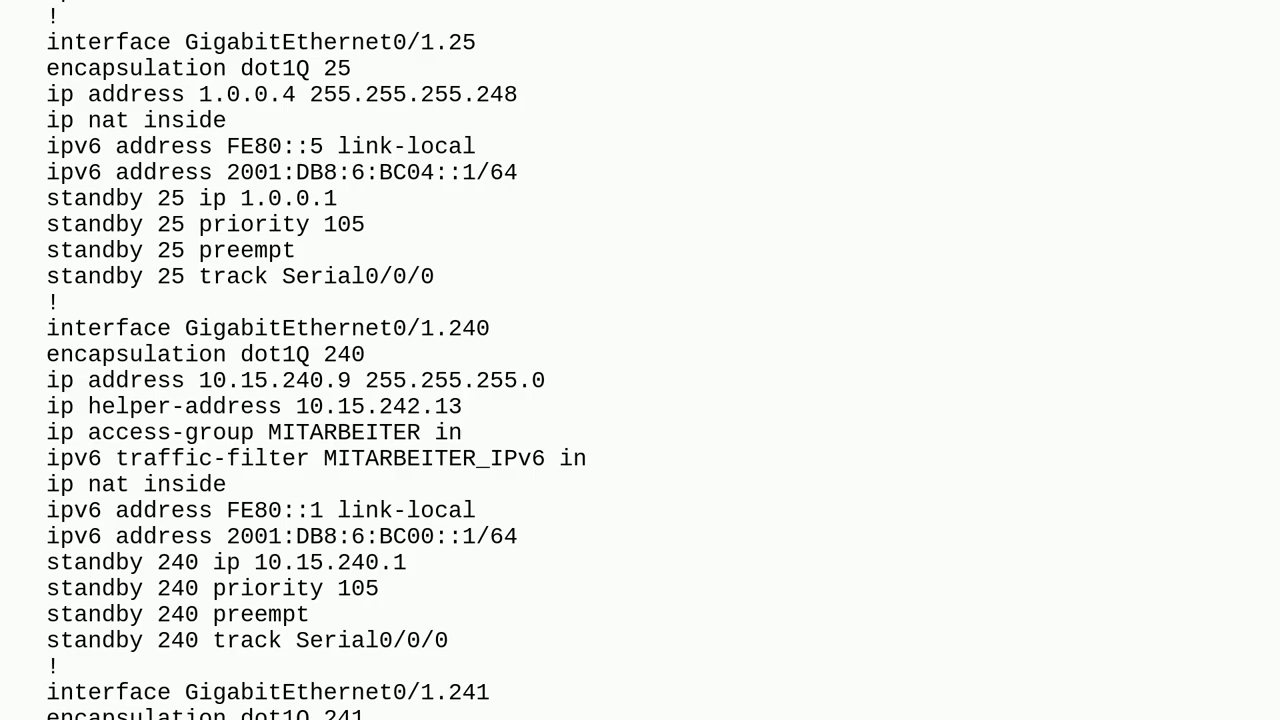 !
interface GigabitEthernet0/1.25
encapsulation dot1Q 25
ip address 1.0.0.4 255.255.255.248
ip nat inside
ipv6 address FE80::5 link-local
ipv6 address 2001:DB8:6:BC04::1/64
standby 25 ip 1.0.0.1
standby 25 priority 105
standby 25 preempt
standby 25 track Serial0/0/0
!
interface GigabitEthernet0/1.240
encapsulation dot1Q 240
ip address 10.15.240.9 255.255.255.0
ip helper-address 10.15.242.13
ip access-group MITARBEITER in
ipv6 traffic-filter MITARBEITER_IPv6 in
ip nat inside
ipv6 address FE80::1 link-local
ipv6 address 2001:DB8:6:BC00::1/64
standby 240 ip 10.15.240.1
standby 240 priority 105
standby 240 preempt
standby 240 track Serial0/0/0
!
interface GigabitEthernet0/1.241
encapsulation dot1Q 241